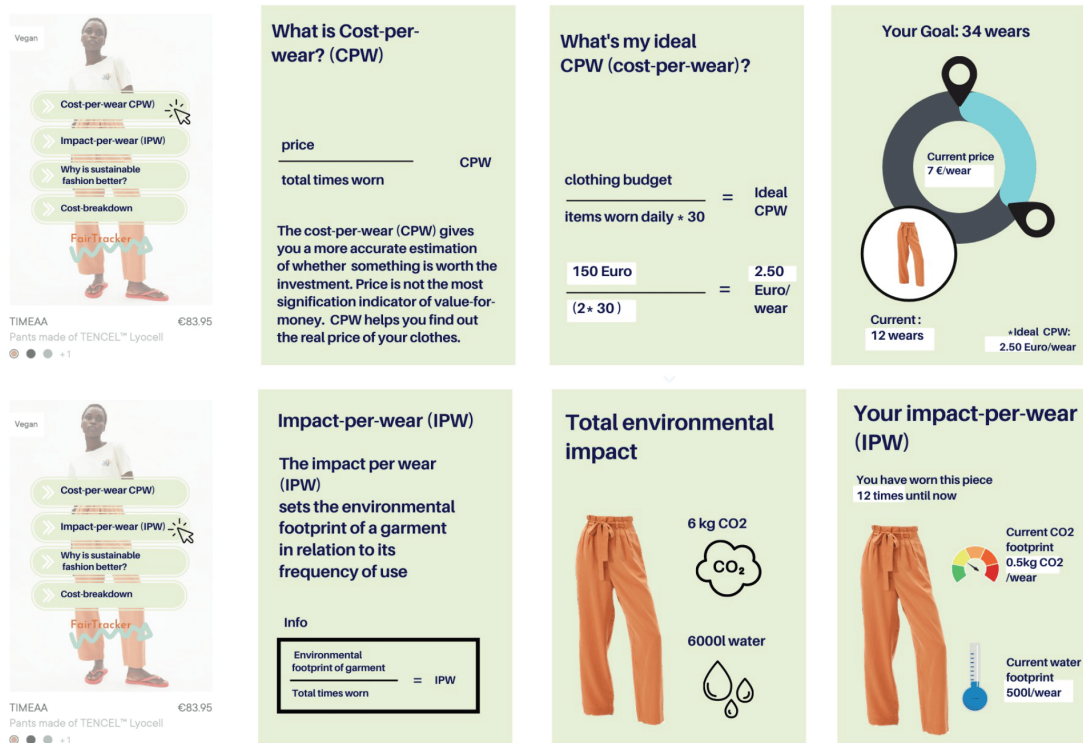 Vegan
Cost-per-wear CPW)
Impact-per-wear (IPW)
Why is sustainable
fashion better?
Cost-breakdown
FairTracker
TIMEAA €83.95
Pants made of TENCEL™ Lyocell
+1
What is Cost-per-
wear? (CPW)
price
total times worn
CPW
The cost-per-wear (CPW) gives
you a more accurate estimation
of whether something is worth the
investment. Price is not the most
signification indicator of value-for-
money. CPW helps you find out
the real price of your clothes.
What's my ideal
CPW (cost-per-wear)?
clothing budget
items worn daily * 30
=
Ideal
CPW
150 Euro
(2* 30 )
=
2.50
Euro/
wear
Your Goal: 34 wears
Current price
7 €/wear
Current :
12 wears
*Ideal CPW:
2.50 Euro/wear
Vegan
Cost-per-wear CPW)
Impact-per-wear (IPW)
Why is sustainable
fashion better?
Cost-breakdown
FairTracker
TIMEAA €83.95
Pants made of TENCEL™ Lyocell
+1
Impact-per-wear (IPW)
The impact per wear
(IPW)
sets the environmental
footprint of a garment
in relation to its
frequency of use
Info
Environmental
footprint of garment
Total times worn
= IPW
Total environmental
impact
6 kg CO2
CO₂
6000l water
Your impact-per-wear
(IPW)
You have worn this piece
12 times until now
Current CO2
footprint
0.5kg CO2
/wear
Current water
footprint
500l/wear